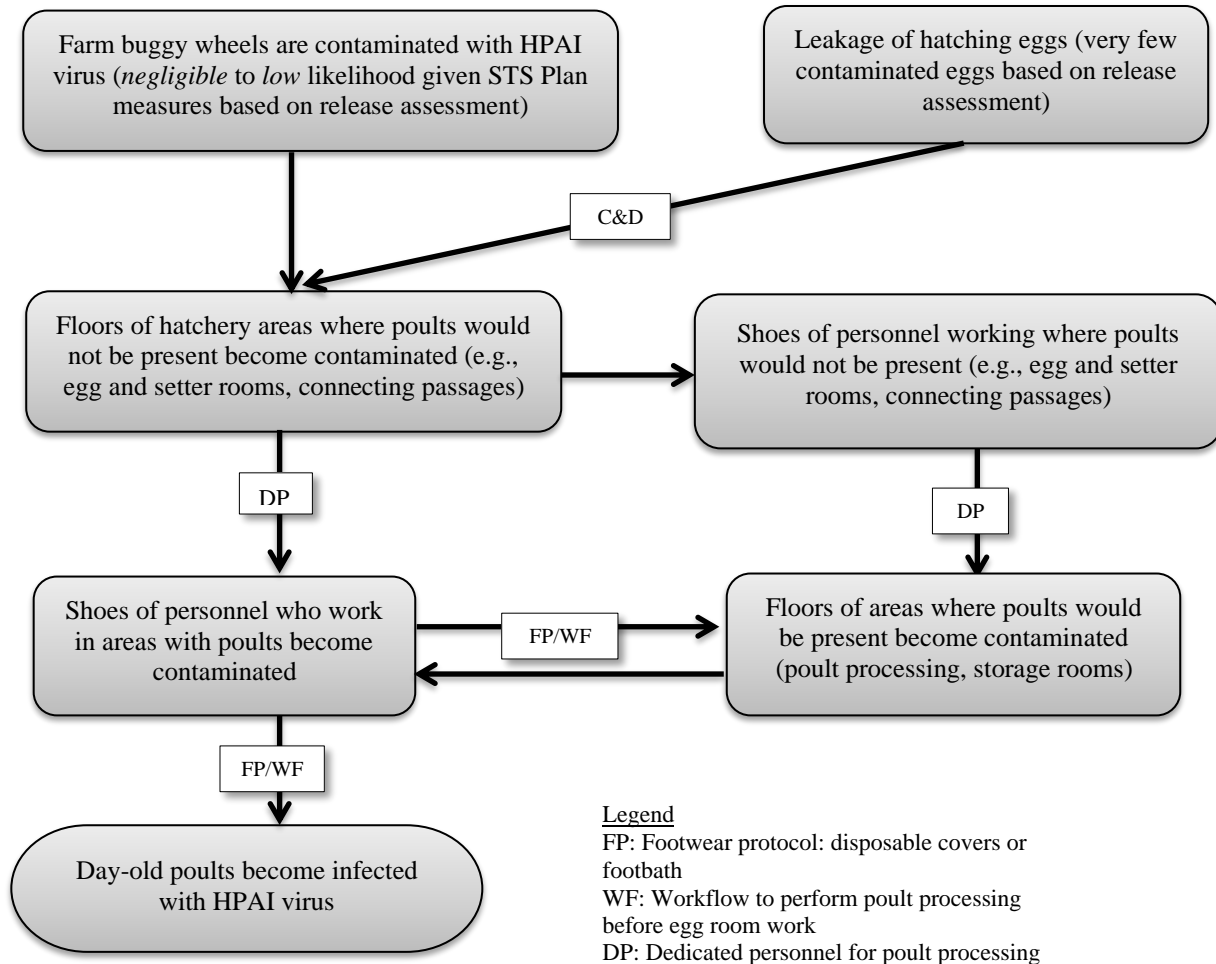 Farm buggy wheels are contaminated with HPAI
virus (negligible to low likelihood given STS Plan
measures based on release assessment)
Leakage of hatching eggs (very few
contaminated eggs based on release
assessment)
C&D
Floors of hatchery areas where poults would
not be present become contaminated (e.g.,
egg and setter rooms, connecting passages)
Shoes of personnel working where poults
would not be present (e.g., egg and setter
rooms, connecting passages)
DP
DP
Shoes of personnel who work
in areas with poults become
contaminated
FP/WF
Floors of areas where poults would
be present become contaminated
(poult processing, storage rooms)
FP/WF
Day-old poults become infected
with HPAI virus
Legend
FP: Footwear protocol: disposable covers or
footbath
WF: Workflow to perform poult processing
before egg room work
DP: Dedicated personnel for poult processing